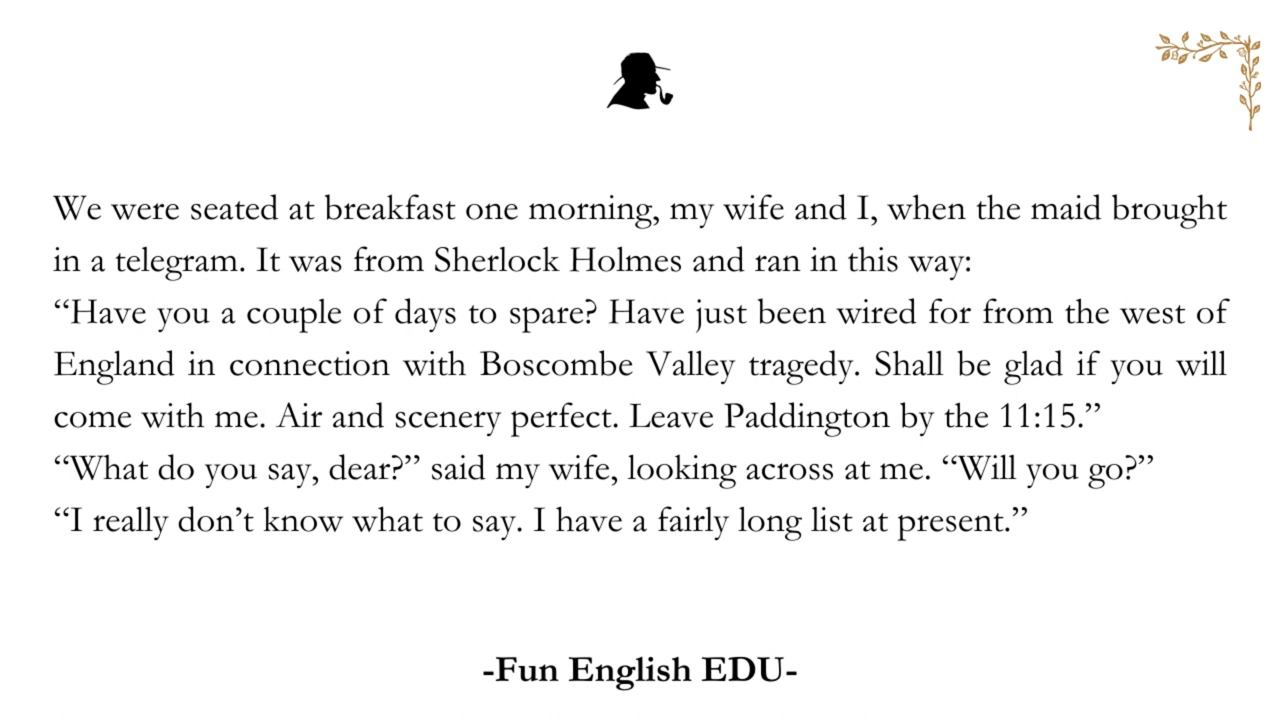 We were seated at breakfast one morning, my wife and I, when the maid brought
in a telegram. It was from Sherlock Holmes and ran in this way:
“Have you a couple of days to spare? Have just been wired for from the west of
England in connection with Boscombe Valley tragedy. Shall be glad if you will
come with me. Air and scenery perfect. Leave Paddington by the 11:15.”
“What do you say, dear?” said my wife, looking across at me. “Will you go?”
“I really don’t know what to say. I have a fairly long list at present.”
-Fun English EDU-